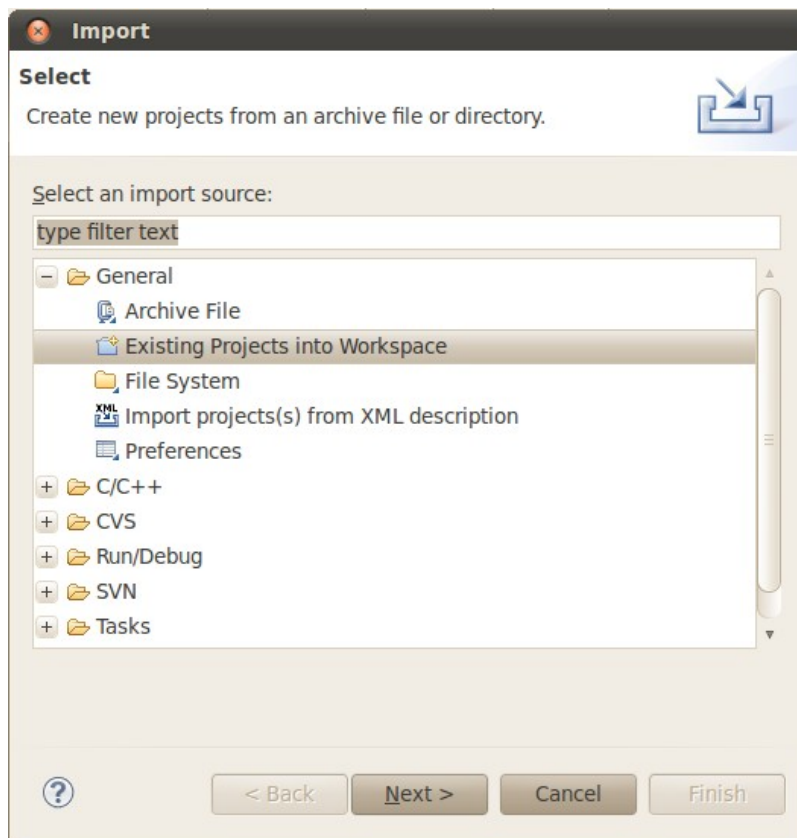 Import
Select
Create new projects from an archive file or directory.
Select an import source:
type filter text
General
Archive File
Existing Projects into Workspace
File System
XML Import projects(s) from XML description
Preferences
C/C++
CVS
Run/Debug
SVN
Tasks
< Back Next > Cancel Finish